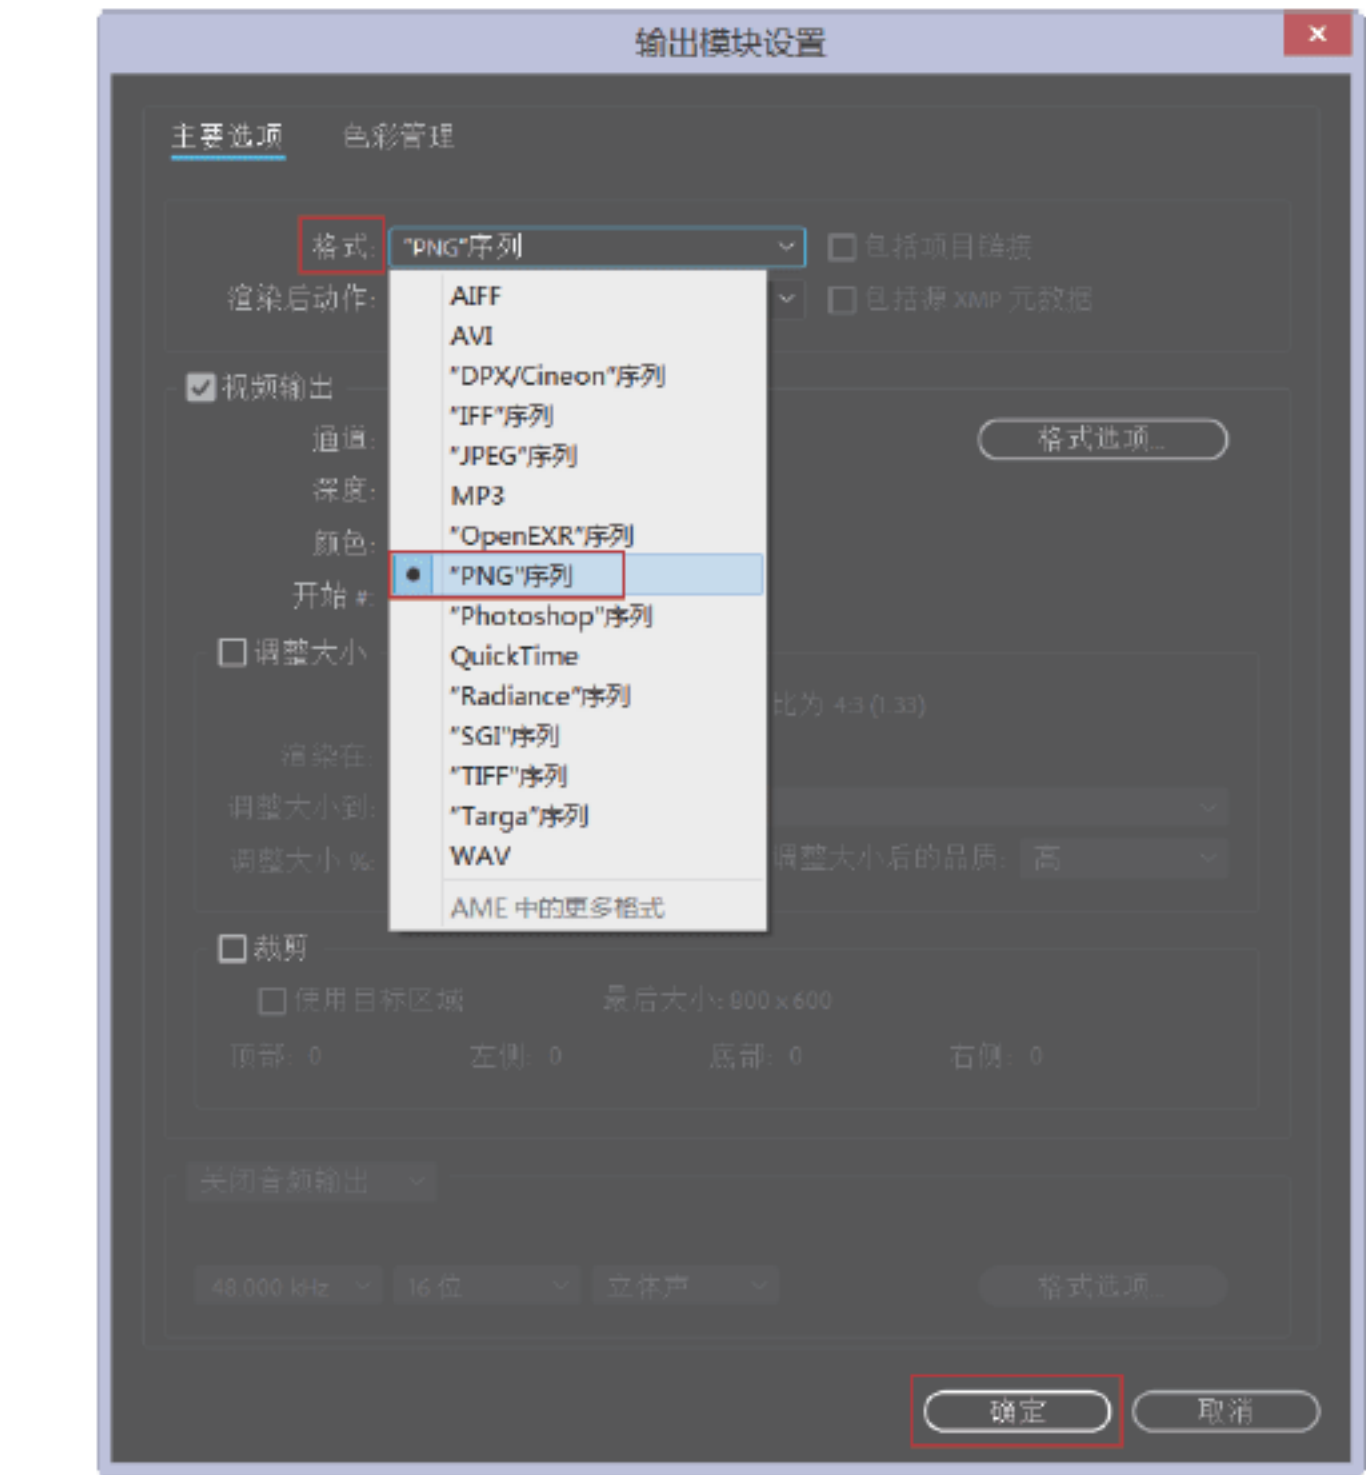 输出模块设置
×
主要选项 色彩管理
格式: "PNG"序列 包括项目链接
渲染后动作: 包括源 XMP 元数据
AIFF
AVI
"DPX/Cineon"序列
"IFF"序列
"JPEG"序列
MP3
"OpenEXR"序列
"PNG"序列
"Photoshop"序列
QuickTime
"Radiance"序列
"SGI"序列
"TIFF"序列
"Targa"序列
WAV
AME 中的更多格式
视频输出
通道: 格式选项...
深度:
颜色:
开始 #:
调整大小
比为 4:3 (1.33)
渲染在:
调整大小到:
调整大小 %: 调整大小后的品质: 高
裁剪
使用目标区域 最后大小: 800 x 600
顶部: 0 左侧: 0 底部: 0 右侧: 0
关闭音频输出
48.000 kHz 16 位 立体声 格式选项...
确定 取消